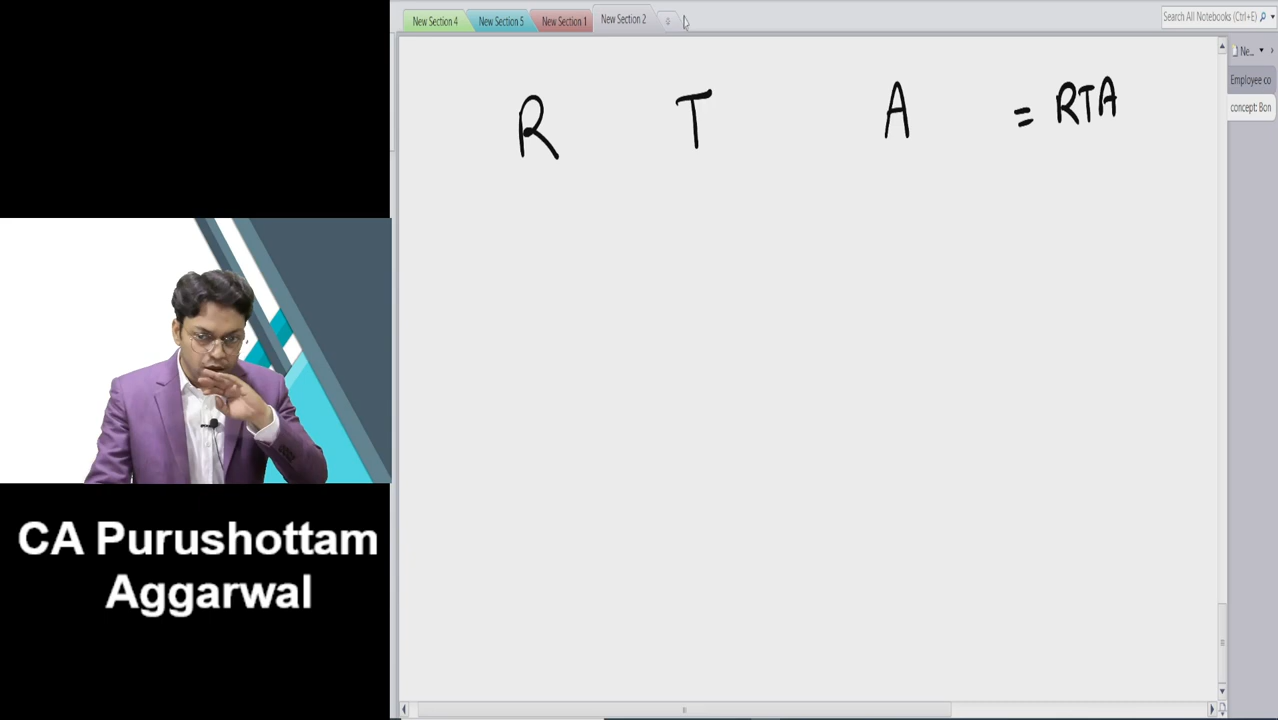 New Section 4 New Section 5 New Section 1 New Section 2
Search All Notebooks (Ctrl+E)
Ne...
Employee co
concept: Bon
R T A = RTA
CA Purushottam
Aggarwal